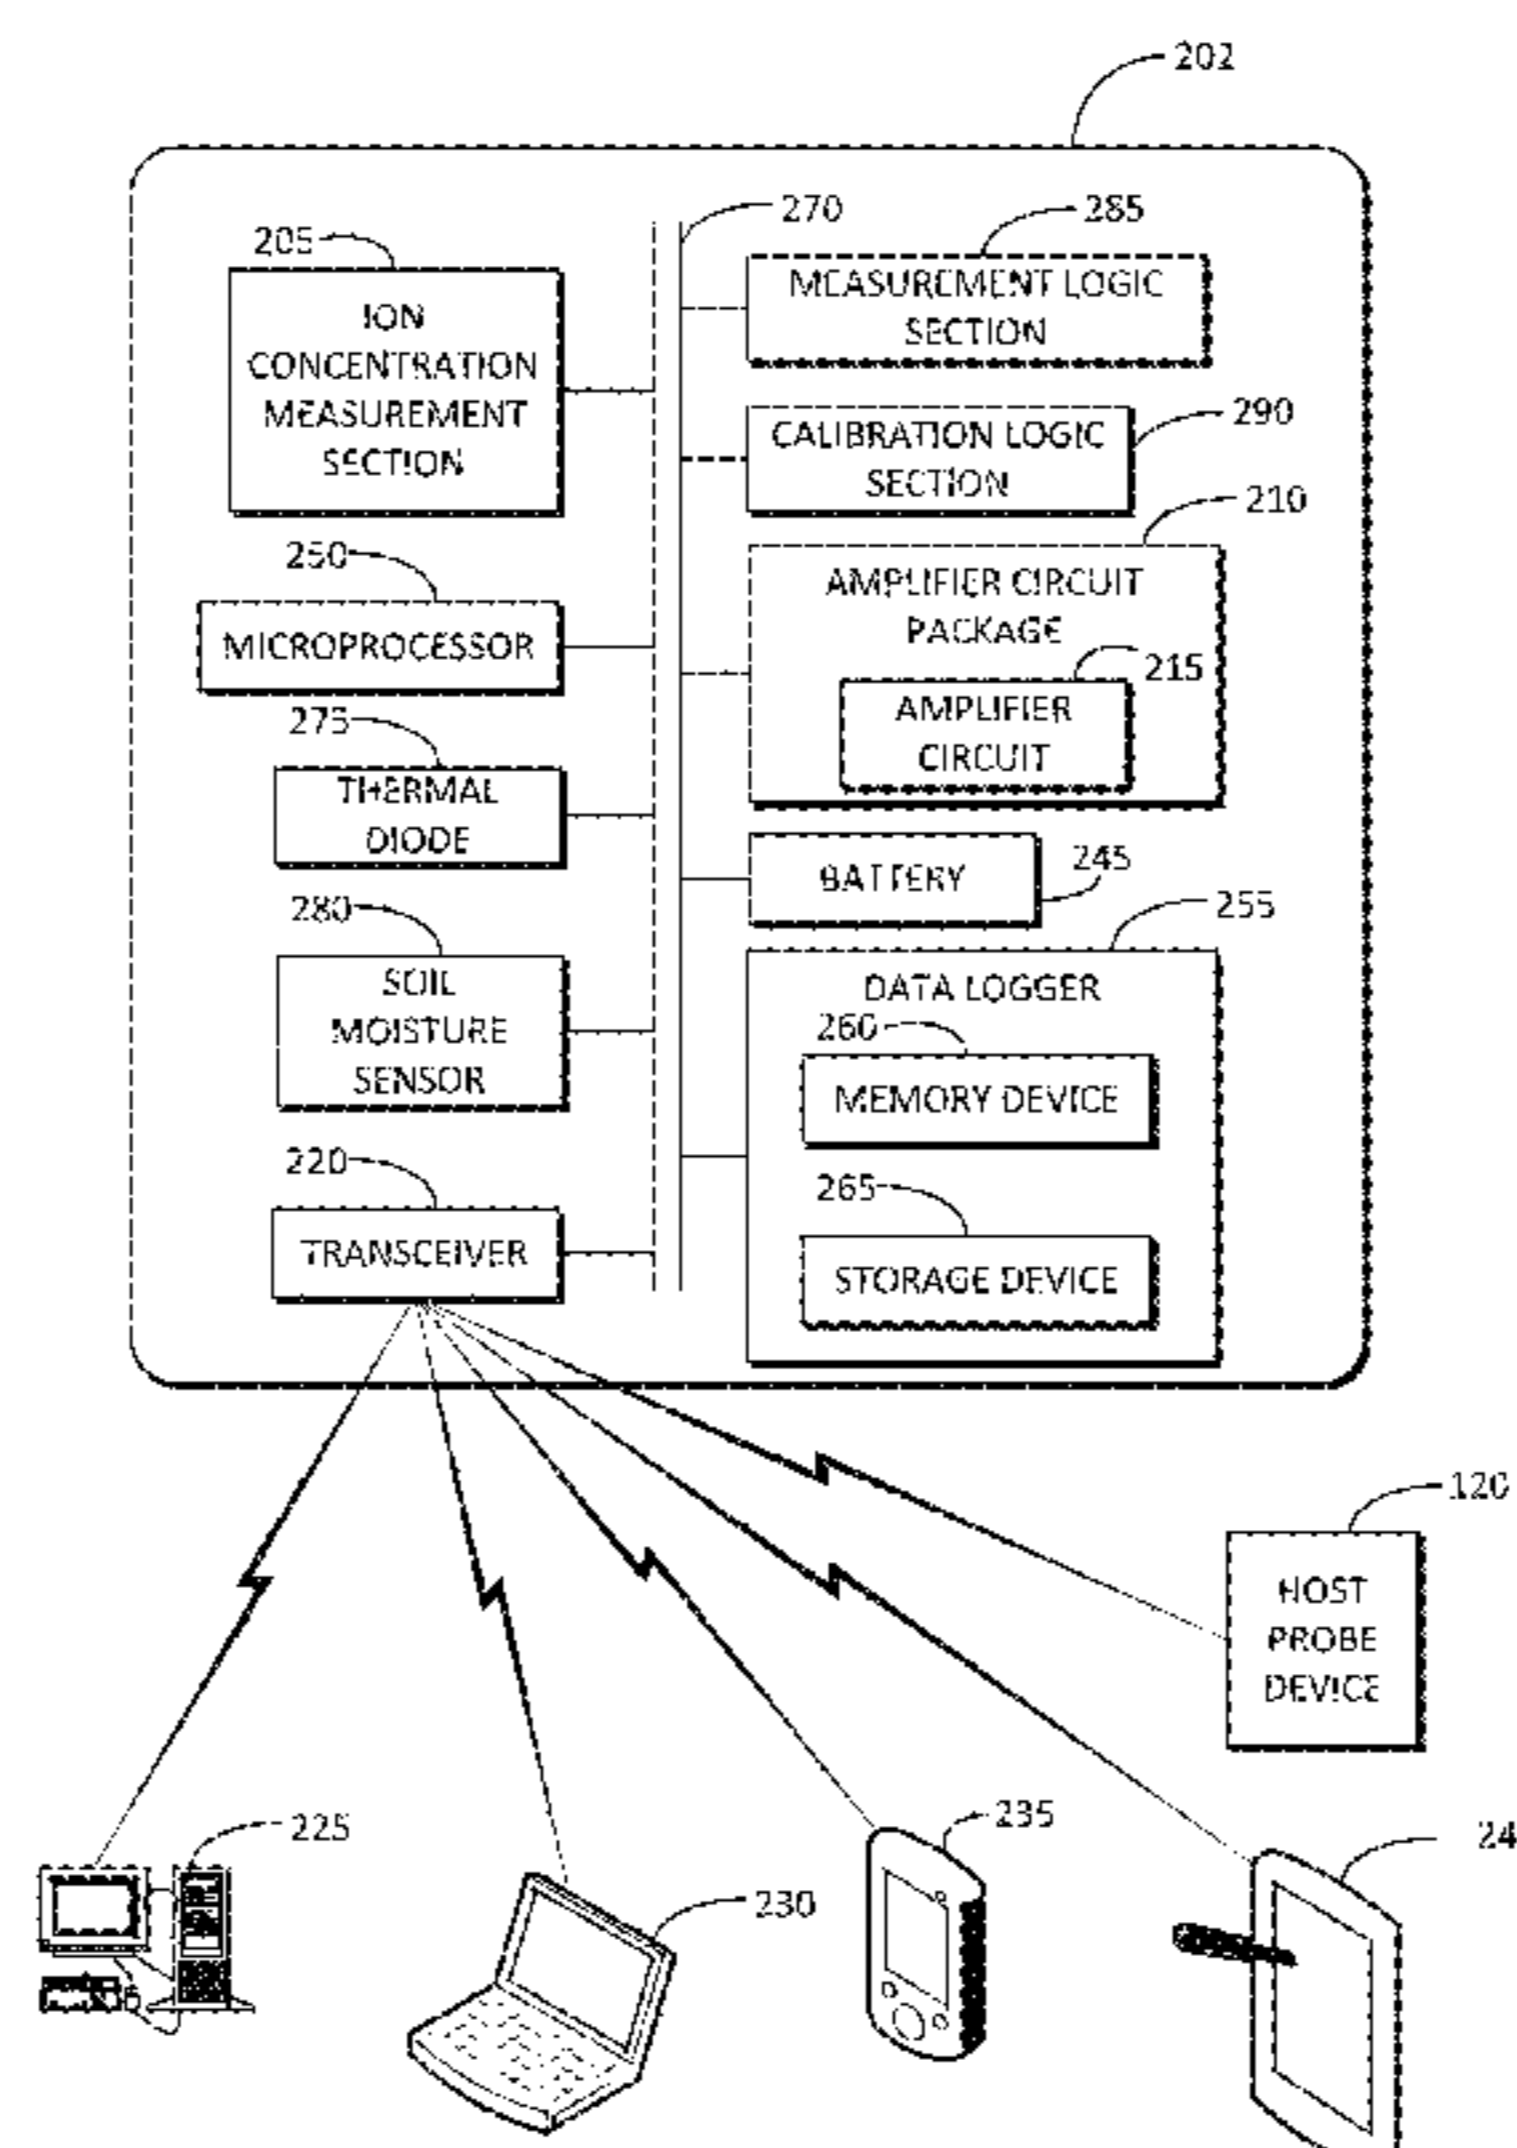 202
270
285
205
MEASUREMENT LOGIC
SECTION
ION
CONCENTRATION
MEASUREMENT
SECTION
290
CALIBRATION LOGIC
SECTION
210
250
AMPLIFIER CIRCUIT
PACKAGE
MICROPROCESSOR
215
AMPLIFIER
CIRCUIT
275
THERMAL
DIODE
245
BATTERY
255
280
SOIL
MOISTURE
SENSOR
DATA LOGGER
260
MEMORY DEVICE
220
265
TRANSCEIVER
STORAGE DEVICE
120
HOST
PROBE
DEVICE
225
230
235
24